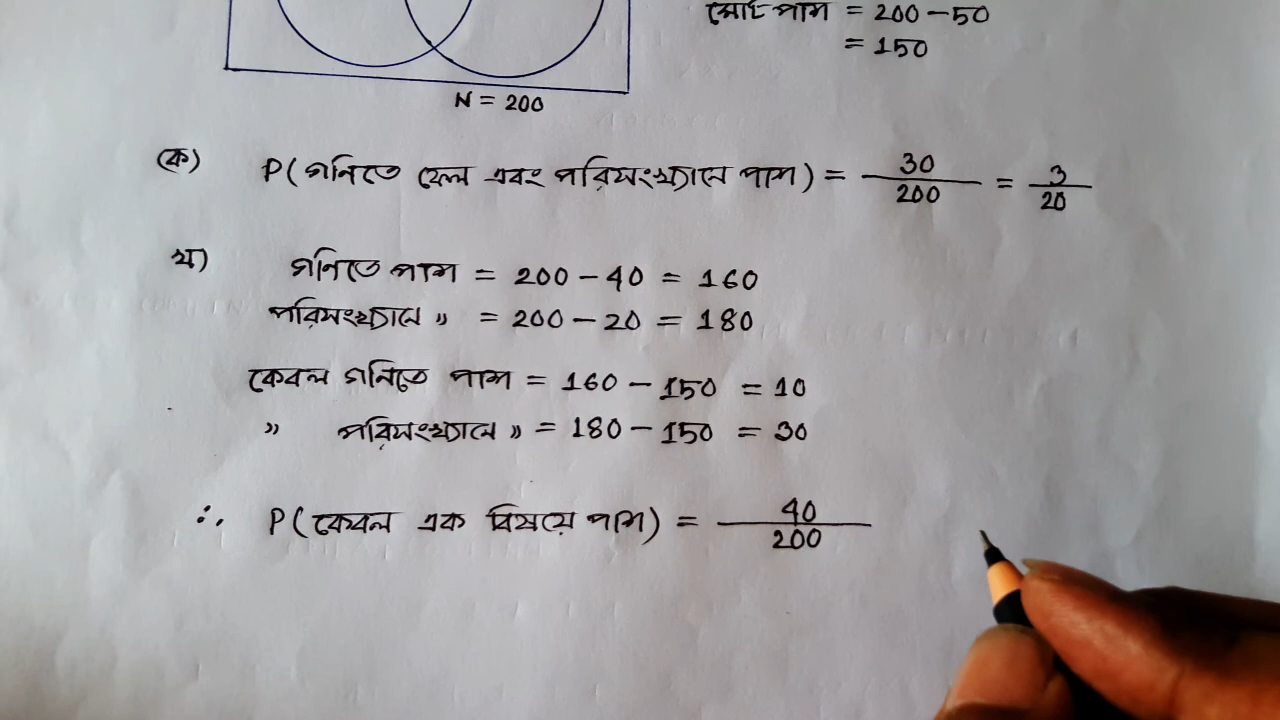 মোট পাশ = 200 - 50
= 150
N = 200
(ক) P(গনিতে ফেল এবং পরিসংখ্যানে পাশ) = 30/200 = 3/20
খ) গনিতে পাশ = 200 - 40 = 160
পরিসংখ্যানে " = 200 - 20 = 180
কেবল গনিতে পাশ = 160 - 150 = 10
" পরিসংখ্যানে " = 180 - 150 = 30
∴ P(কেবল এক বিষয়ে পাশ) = 40/200